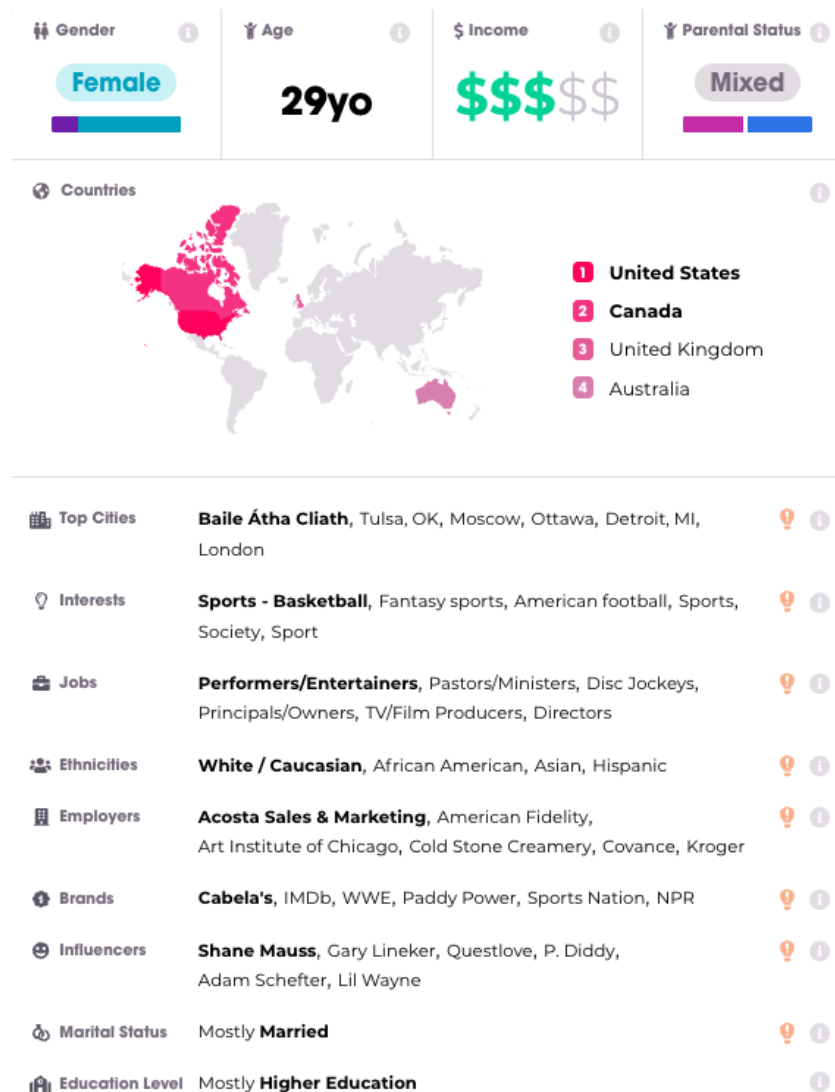 Gender
Age
$ Income
Parental Status
Female
29yo
$$$$$
Mixed
Countries
1 United States
2 Canada
3 United Kingdom
4 Australia
Top Cities
Baile Átha Cliath, Tulsa, OK, Moscow, Ottawa, Detroit, MI,
London
Interests
Sports - Basketball, Fantasy sports, American football, Sports,
Society, Sport
Jobs
Performers/Entertainers, Pastors/Ministers, Disc Jockeys,
Principals/Owners, TV/Film Producers, Directors
Ethnicities
White / Caucasian, African American, Asian, Hispanic
Employers
Acosta Sales & Marketing, American Fidelity,
Art Institute of Chicago, Cold Stone Creamery, Covance, Kroger
Brands
Cabela's, IMDb, WWE, Paddy Power, Sports Nation, NPR
Influencers
Shane Mauss, Gary Lineker, Questlove, P. Diddy,
Adam Schefter, Lil Wayne
Marital Status
Mostly Married
Education Level
Mostly Higher Education